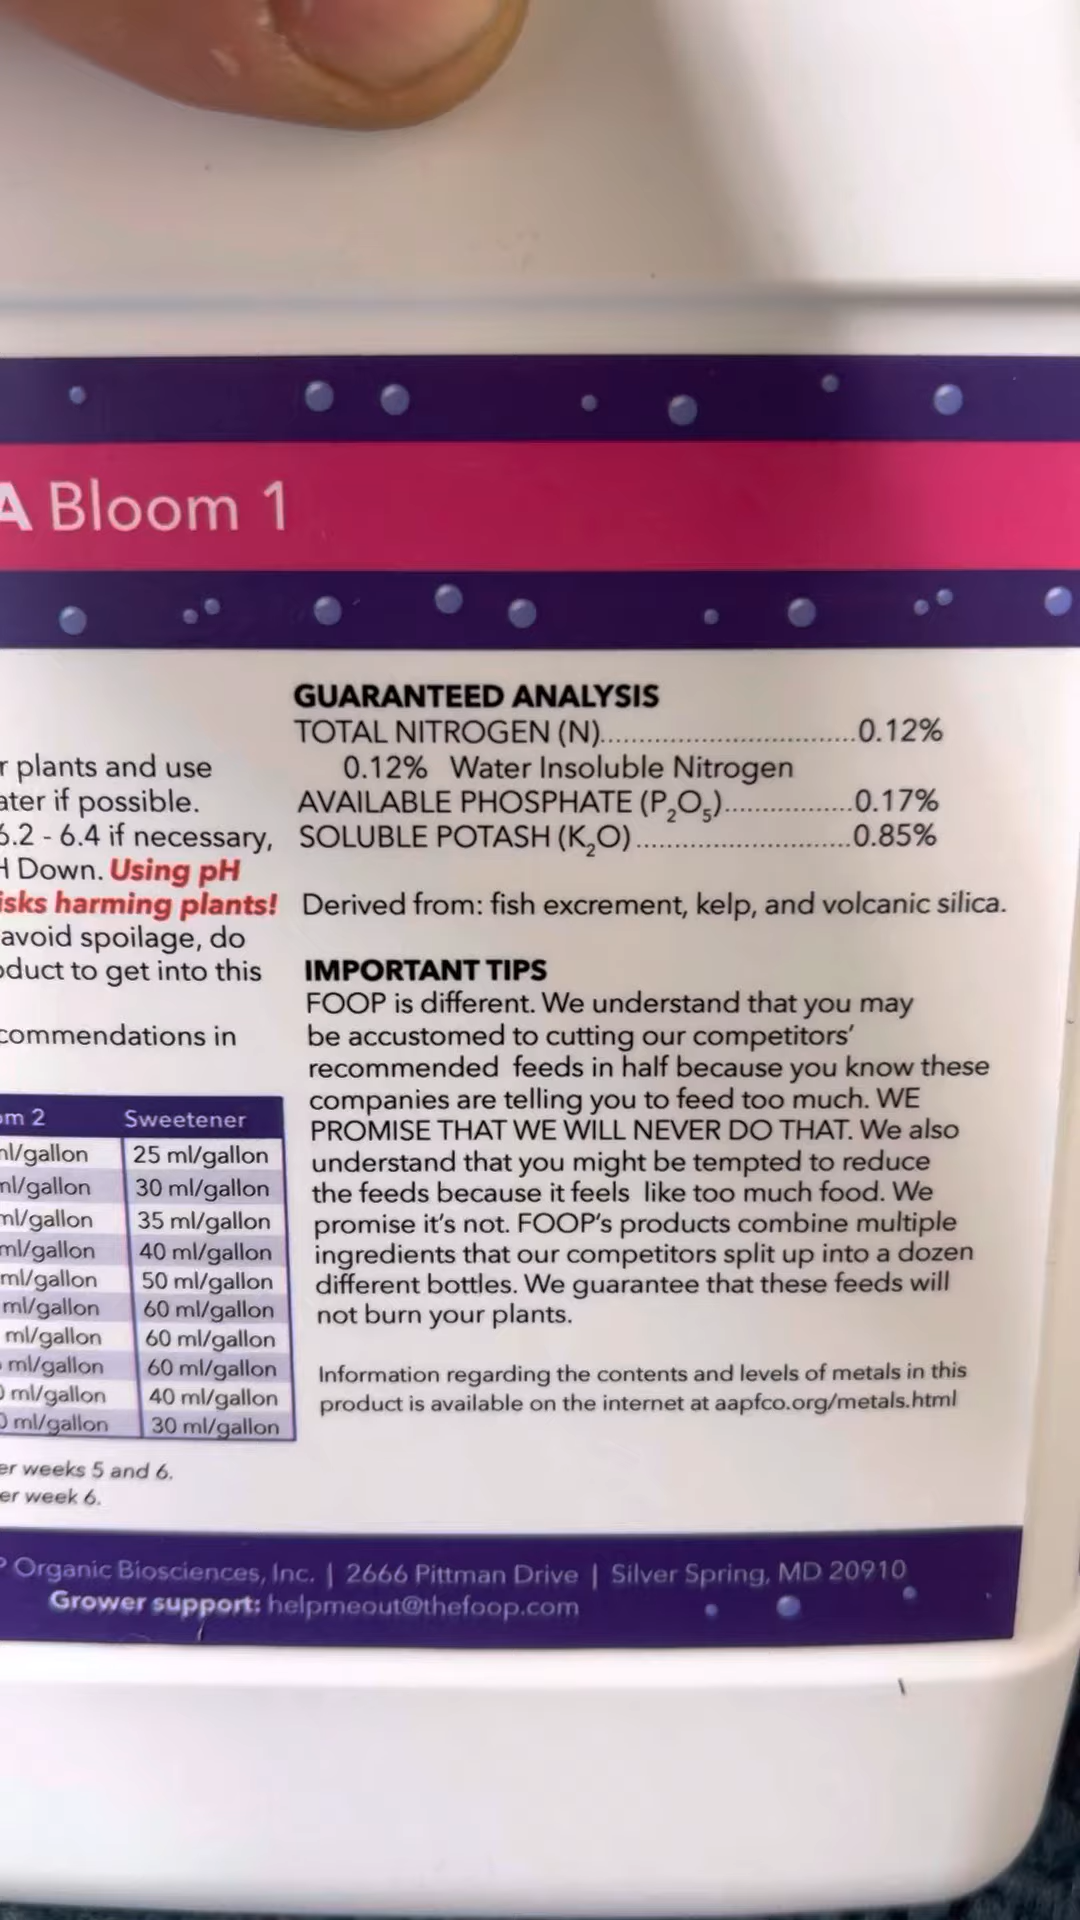 A Bloom 1
plants and use
if possible.
6.2 - 6.4 if necessary,
Down. Using pH
harming plants!
avoid spoilage, do
to get into this
in
GUARANTEED ANALYSIS
TOTAL NITROGEN (N)..................................0.12%
0.12% Water Insoluble Nitrogen
AVAILABLE PHOSPHATE (P₂O₅).................0.17%
SOLUBLE POTASH (K₂O).............................0.85%
Derived from: fish excrement, kelp, and volcanic silica.
IMPORTANT TIPS
FOOP is different. We understand that you may
be accustomed to cutting our competitors’
recommended feeds in half because you know these
companies are telling you to feed too much. WE
PROMISE THAT WE WILL NEVER DO THAT. We also
understand that you might be tempted to reduce
the feeds because it feels like too much food. We
promise it’s not. FOOP’s products combine multiple
ingredients that our competitors split up into a dozen
different bottles. We guarantee that these feeds will
not burn your plants.
Information regarding the contents and levels of metals in this
product is available on the internet at aapfco.org/metals.html
2 Sweetener
ml/gallon 25 ml/gallon
ml/gallon 30 ml/gallon
ml/gallon 35 ml/gallon
ml/gallon 40 ml/gallon
ml/gallon 50 ml/gallon
ml/gallon 60 ml/gallon
ml/gallon 60 ml/gallon
ml/gallon 60 ml/gallon
ml/gallon 40 ml/gallon
ml/gallon 30 ml/gallon
weeks 5 and 6.
week 6.
Organic Biosciences, Inc. | 2666 Pittman Drive | Silver Spring, MD 20910
Grower support: helpmeout@thefoop.com